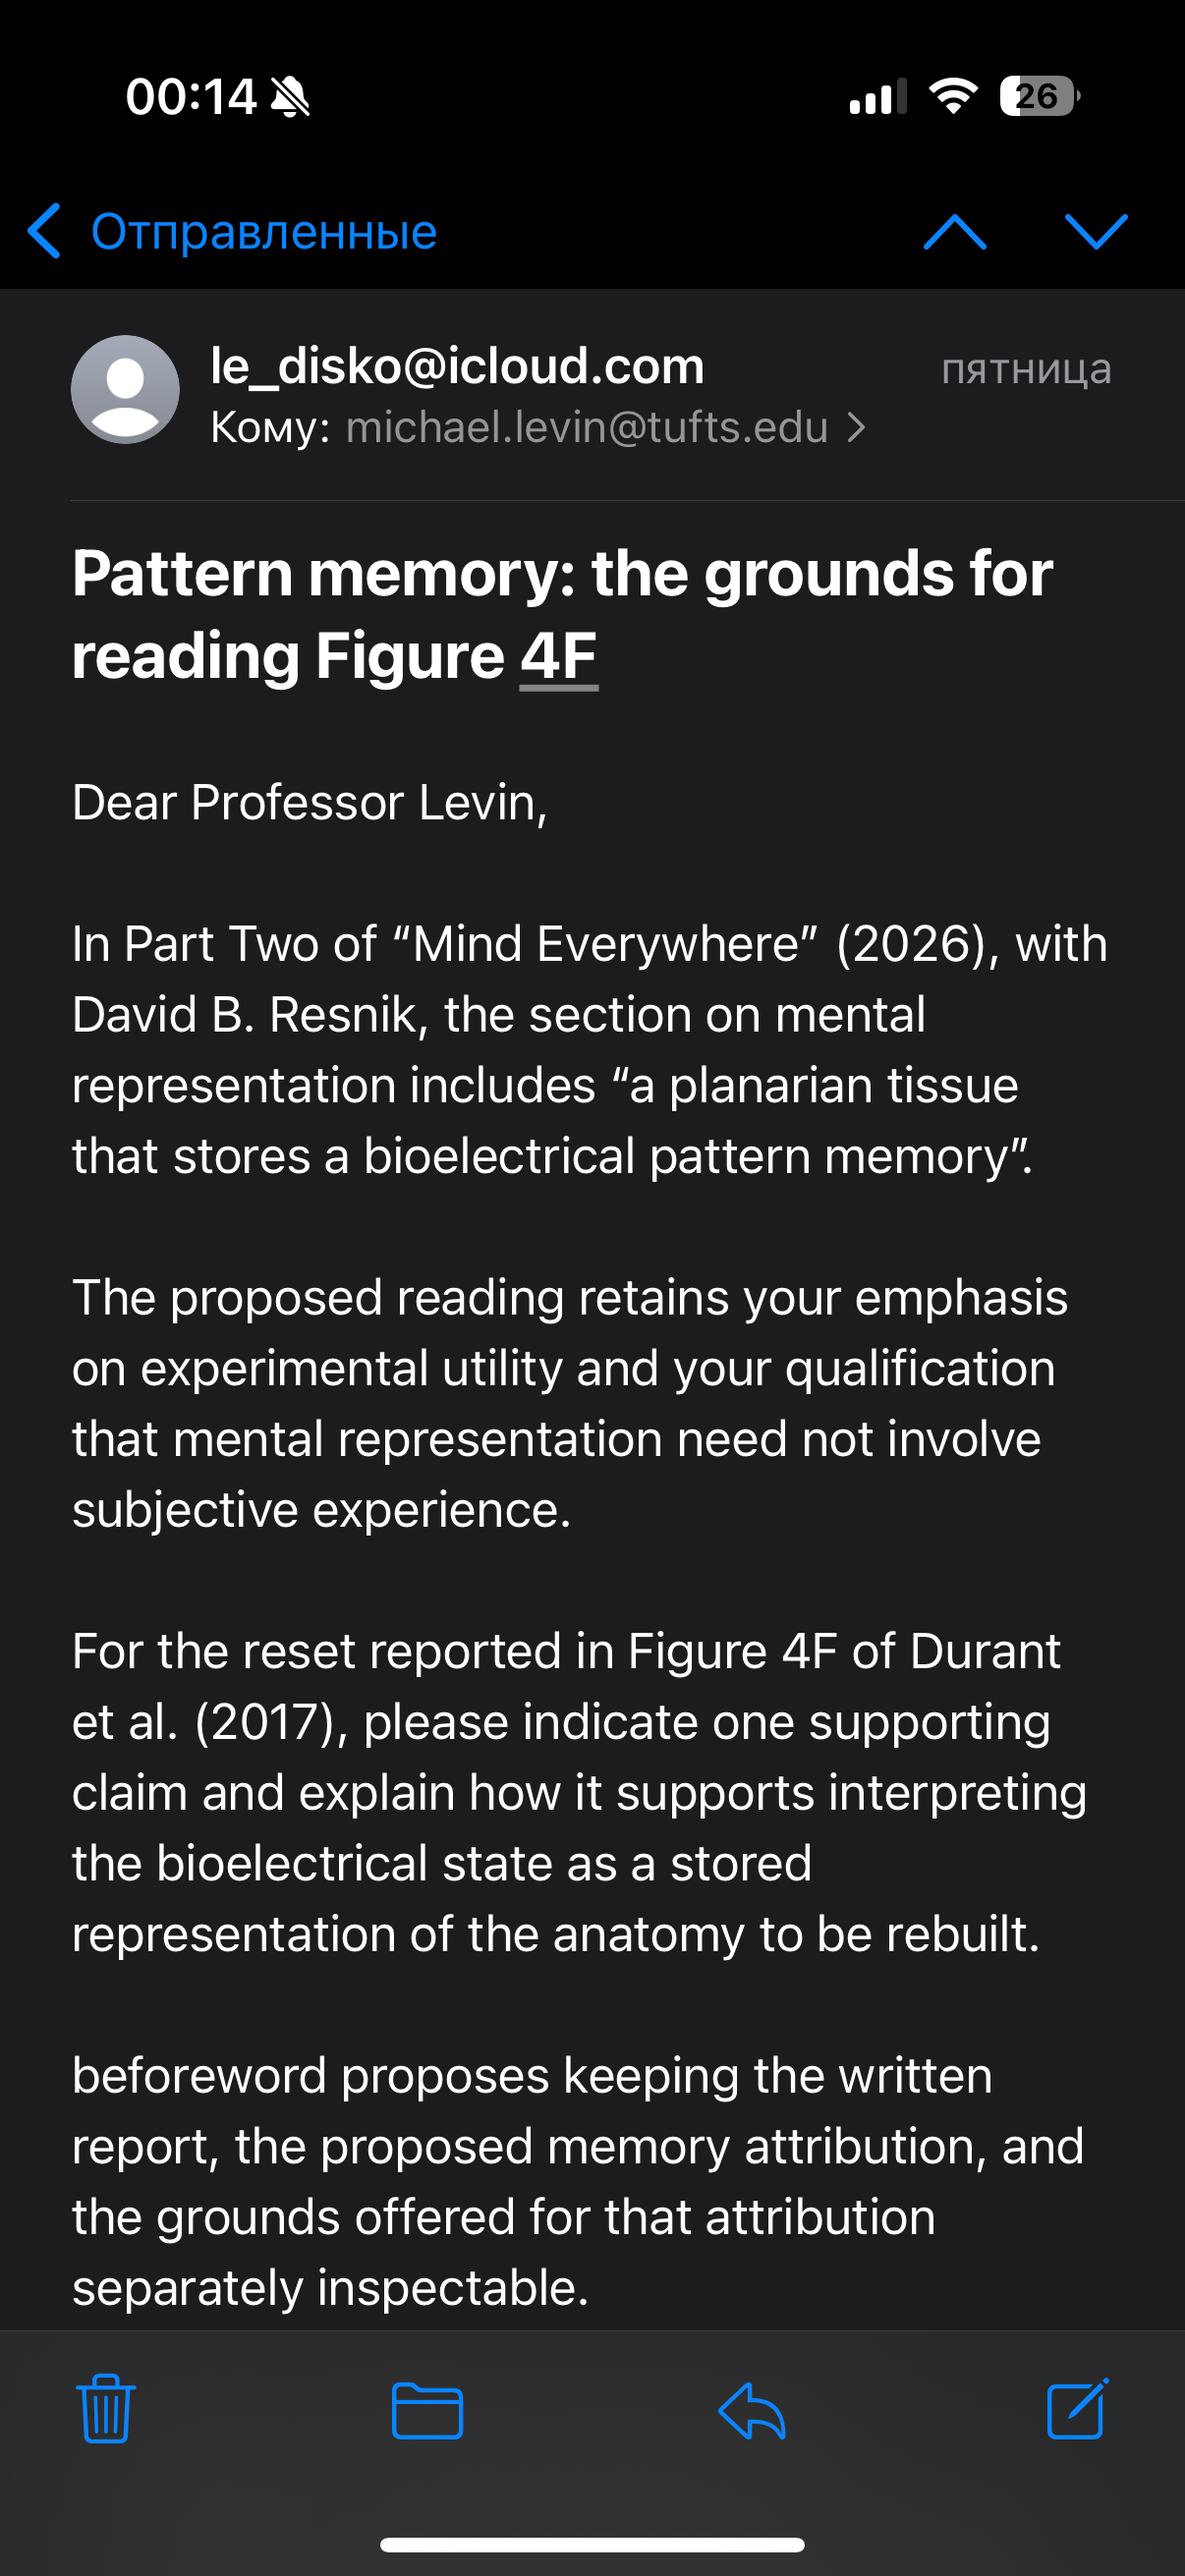 00:14
26
Отправленные
le_disko@icloud.com
пятница
Кому: michael.levin@tufts.edu
Pattern memory: the grounds for
reading Figure 4F
Dear Professor Levin,
In Part Two of “Mind Everywhere” (2026), with
David B. Resnik, the section on mental
representation includes “a planarian tissue
that stores a bioelectrical pattern memory”.
The proposed reading retains your emphasis
on experimental utility and your qualification
that mental representation need not involve
subjective experience.
For the reset reported in Figure 4F of Durant
et al. (2017), please indicate one supporting
claim and explain how it supports interpreting
the bioelectrical state as a stored
representation of the anatomy to be rebuilt.
beforeword proposes keeping the written
report, the proposed memory attribution, and
the grounds offered for that attribution
separately inspectable.